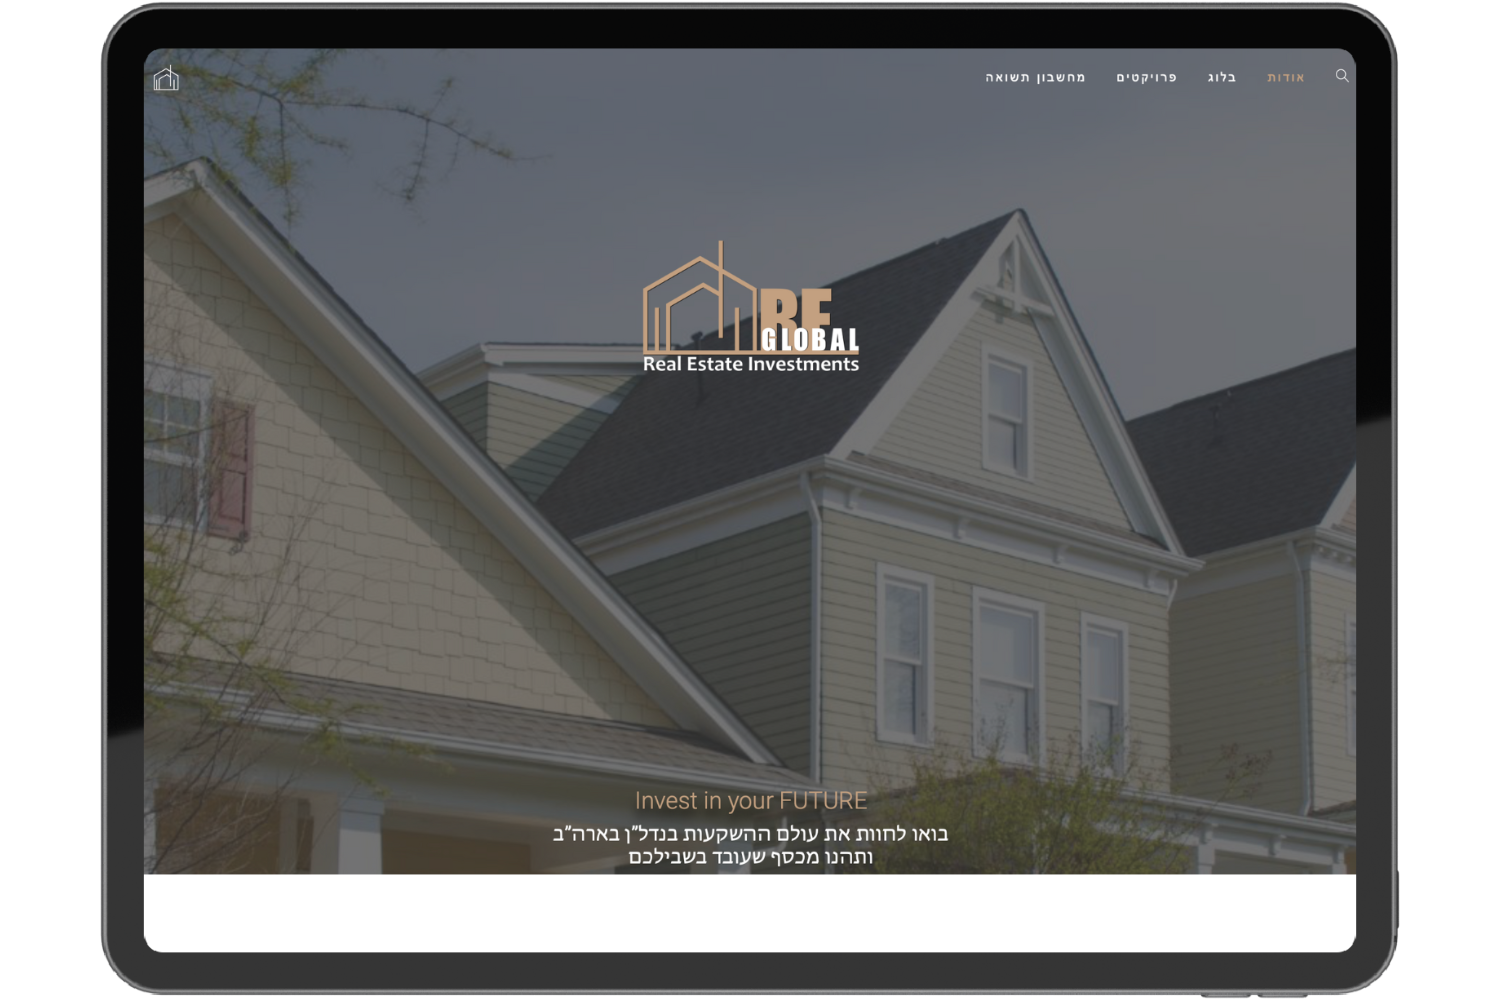 אודות
בלוג
פרויקטים
מחשבון תשואה
RE
GLOBAL
Real Estate Investments
Invest in your FUTURE
בואו לחוות את עולם ההשקעות בנדל״ן בארה״ב
ותהנו מכסף שעובד בשבילכם